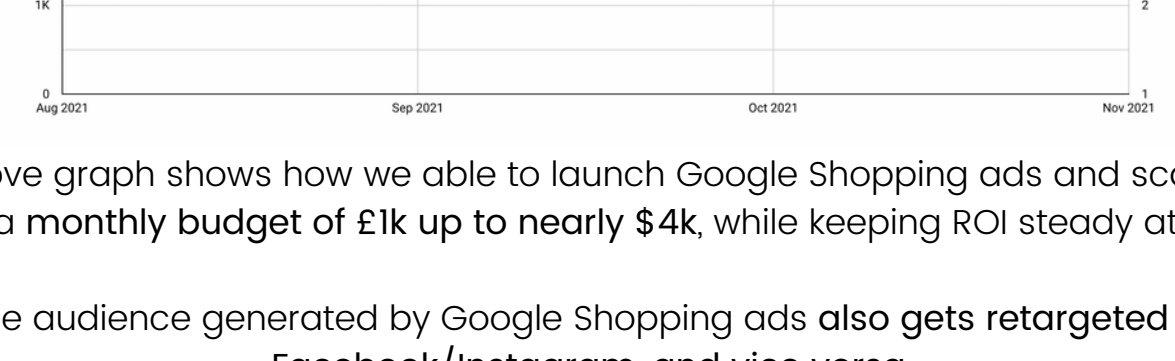 1K 2
0 1
Aug 2021 Sep 2021 Oct 2021 Nov 2021
ove graph shows how we able to launch Google Shopping ads and sca
a monthly budget of £1k up to nearly $4k, while keeping ROI steady at
e audience generated by Google Shopping ads also gets retargeted
Facebook/Instagram, and vice versa